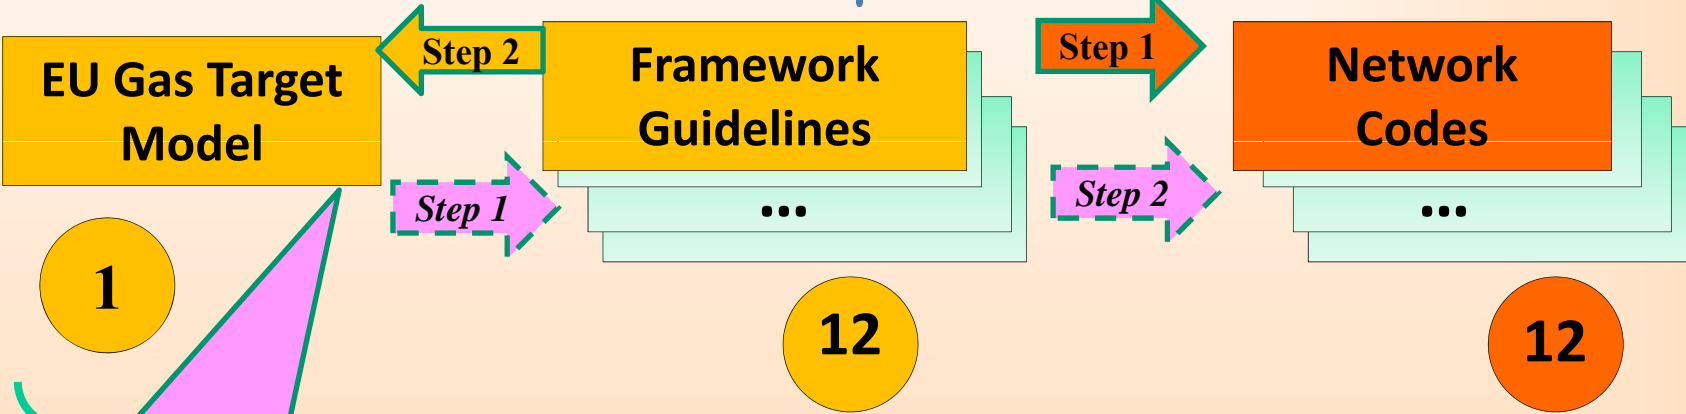 EU Gas Target
Model
Step 2
Framework
Guidelines
Step 1
Network
Codes
Step 1
...
Step 2
...
1
12
12